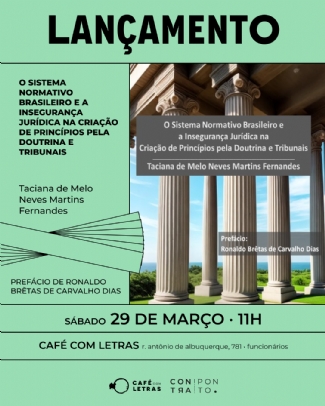 LANÇAMENTO
O SISTEMA
NORMATIVO
BRASILEIRO E A
INSEGURANÇA
JURÍDICA NA CRIAÇÃO
DE PRINCÍPIOS PELA
DOUTRINA E
TRIBUNAIS
Taciana de Melo
Neves Martins
Fernandes
PREFÁCIO DE RONALDO
BRÊTAS DE CARVALHO DIAS
O Sistema Normativo Brasileiro e
a Insegurança Jurídica na
Criação de Princípios pela Doutrina e Tribunais
Taciana de Melo Neves Martins Fernandes
Prefácio:
Ronaldo Brêtas de Carvalho Dias
SÁBADO 29 DE MARÇO · 11H
CAFÉ COM LETRAS r. antônio de albuquerque, 781 · funcionários
CAFÉ COM
LETRAS
CON|PON
TRA|TO.